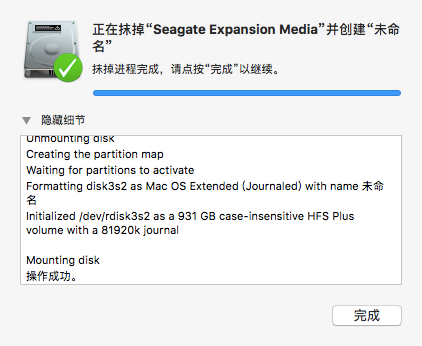 正在抹掉“Seagate Expansion Media”并创建“未命
名”
抹掉进程完成，请点按“完成”以继续。
隐藏细节
Unmounting disk
Creating the partition map
Waiting for partitions to activate
Formatting disk3s2 as Mac OS Extended (Journaled) with name 未命
名
Initialized /dev/rdisk3s2 as a 931 GB case-insensitive HFS Plus
volume with a 81920k journal
Mounting disk
操作成功。
完成